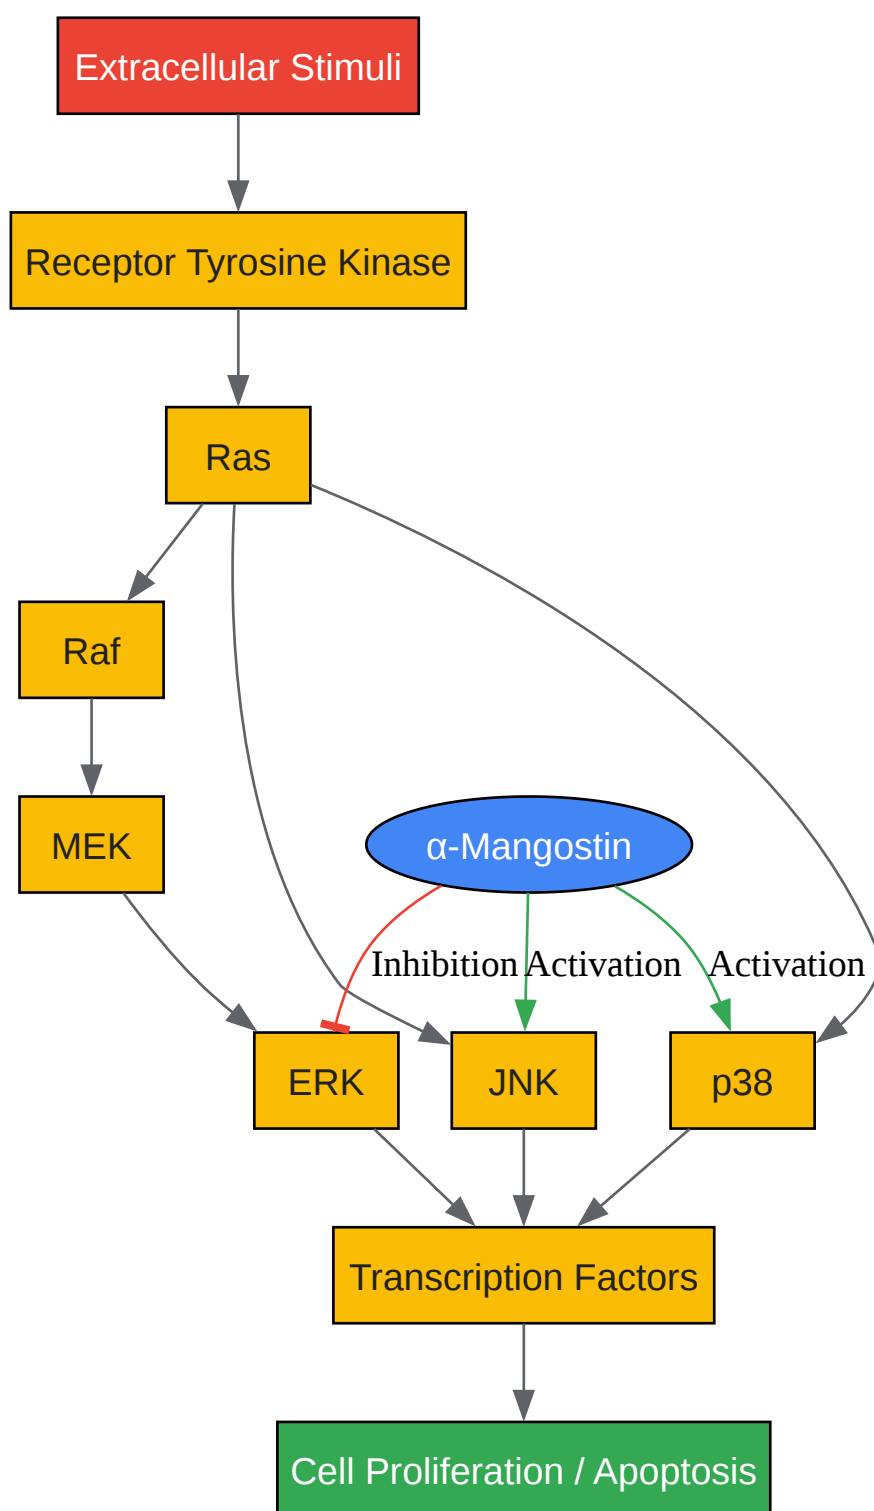 Extracellular Stimuli
Receptor Tyrosine Kinase
Ras
Raf
MEK
α-Mangostin
Inhibition
Activation
Activation
ERK
JNK
p38
Transcription Factors
Cell Proliferation / Apoptosis